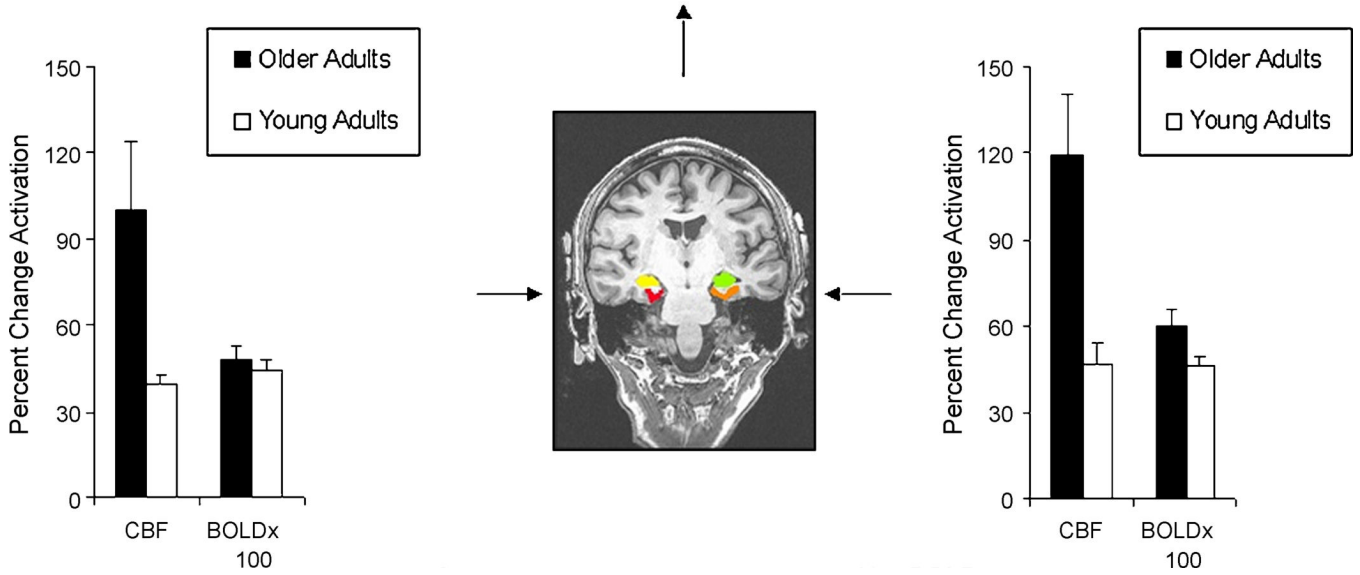 Older Adults
Young Adults
Percent Change Activation
150
120
90
60
30
0
CBF
BOLDx
100
Older Adults
Young Adults
Percent Change Activation
150
120
90
60
30
0
CBF
BOLDx
100